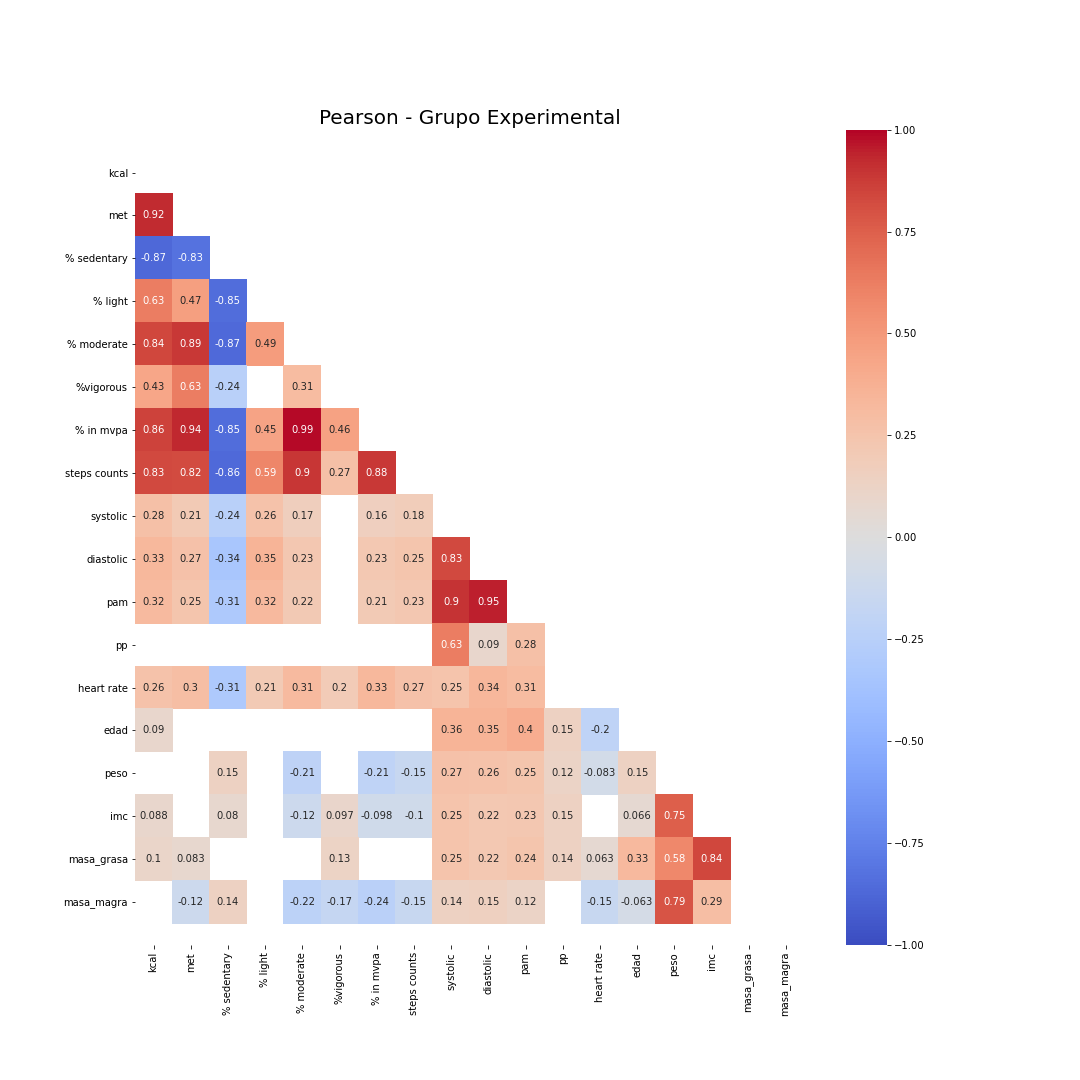 Pearson - Grupo Experimental
kcal
met 0.92
% sedentary -0.87 -0.83
% light 0.63 0.47 -0.85
% moderate 0.84 0.89 -0.87 0.49
%vigorous 0.43 0.63 -0.24 0.31
% in mvpa 0.86 0.94 -0.85 0.45 0.99 0.46
steps counts 0.83 0.82 -0.86 0.59 0.9 0.27 0.88
systolic 0.28 0.21 -0.24 0.26 0.17 0.16 0.18
diastolic 0.33 0.27 -0.34 0.35 0.23 0.23 0.25 0.83
pam 0.32 0.25 -0.31 0.32 0.22 0.21 0.23 0.9 0.95
pp 0.63 0.09 0.28
heart rate 0.26 0.3 -0.31 0.21 0.31 0.2 0.33 0.27 0.25 0.34 0.31
edad 0.09 0.36 0.35 0.4 0.15 -0.2
peso 0.15 -0.21 -0.21 -0.15 0.27 0.26 0.25 0.12 -0.083 0.15
imc 0.088 0.08 -0.12 0.097 -0.098 -0.1 0.25 0.22 0.23 0.15 0.066 0.75
masa_grasa 0.1 0.083 0.13 0.25 0.22 0.24 0.14 0.063 0.33 0.58 0.84
masa_magra -0.12 0.14 -0.22 -0.17 -0.24 -0.15 0.14 0.15 0.12 -0.15 -0.063 0.79 0.29
kcal
met
% sedentary
% light
% moderate
%vigorous
% in mvpa
steps counts
systolic
diastolic
pam
pp
heart rate
edad
peso
imc
masa_grasa
masa_magra
1.00
0.75
0.50
0.25
0.00
−0.25
−0.50
−0.75
−1.00